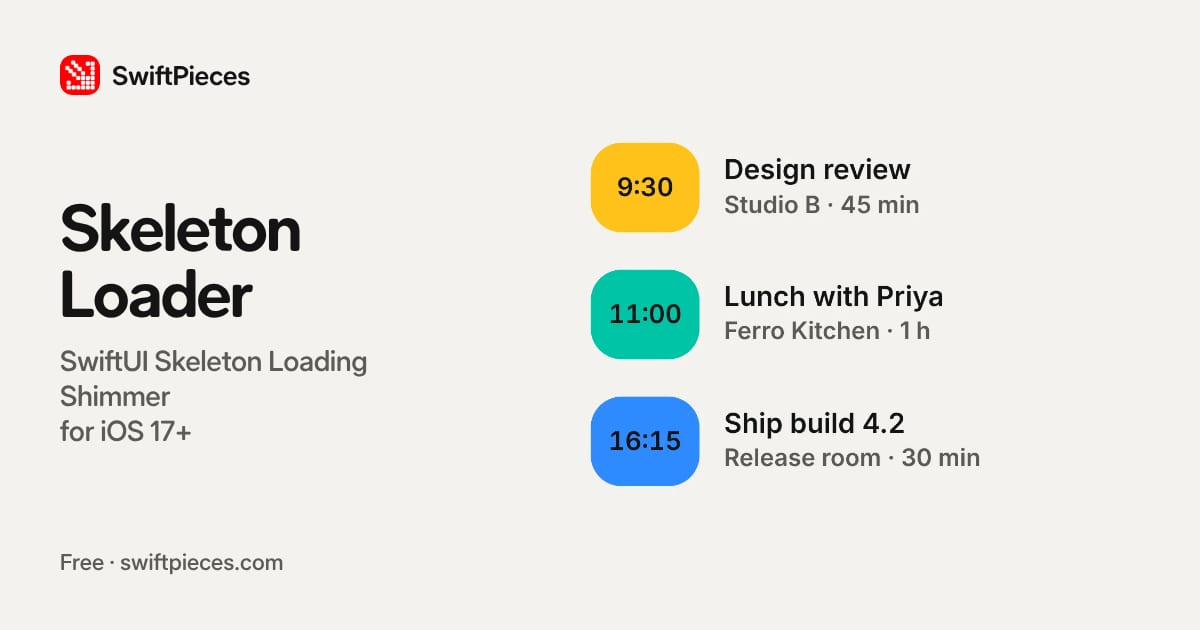 SwiftPieces
Skeleton
Loader
SwiftUI Skeleton Loading
Shimmer
for iOS 17+
Free · swiftpieces.com
9:30
Design review
Studio B · 45 min
11:00
Lunch with Priya
Ferro Kitchen · 1 h
16:15
Ship build 4.2
Release room · 30 min